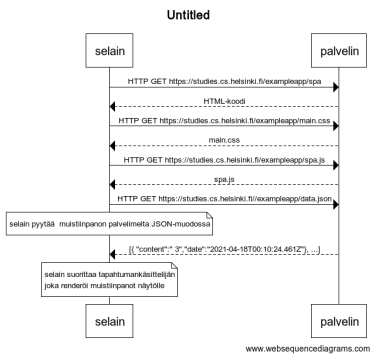 Untitled
selain
palvelin
HTTP GET https://studies.cs.helsinki.fi/exampleapp/spa
HTML-koodi
HTTP GET https://studies.cs.helsinki.fi/exampleapp/main.css
main.css
HTTP GET https://studies.cs.helsinki.fi/exampleapp/spa.js
spa.js
HTTP GET https://studies.cs.helsinki.fi//exampleapp/data.json
selain pyytää muistiinpanon palvelimelta JSON-muodossa
[{ "content":" 3","date":"2021-04-18T00:10:24.461Z"}, ...]
selain suorittaa tapahtumankäsittelijän
joka renderöi muistiinpanot näytölle
selain
palvelin
www.websequencediagrams.com